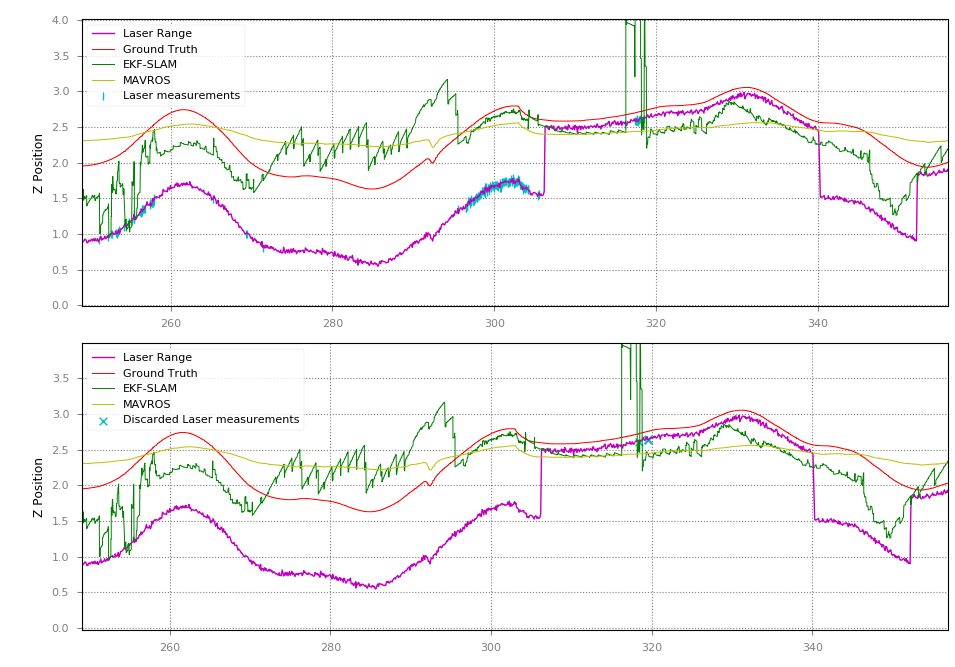 4.0
3.5
3.0
2.5
2.0
1.5
1.0
0.5
0.0
Z Position
Laser Range
Ground Truth
EKF-SLAM
MAVROS
Laser measurements
260 280 300 320 340
3.5
3.0
2.5
2.0
1.5
1.0
0.5
0.0
Z Position
Laser Range
Ground Truth
EKF-SLAM
MAVROS
Discarded Laser measurements
260 280 300 320 340